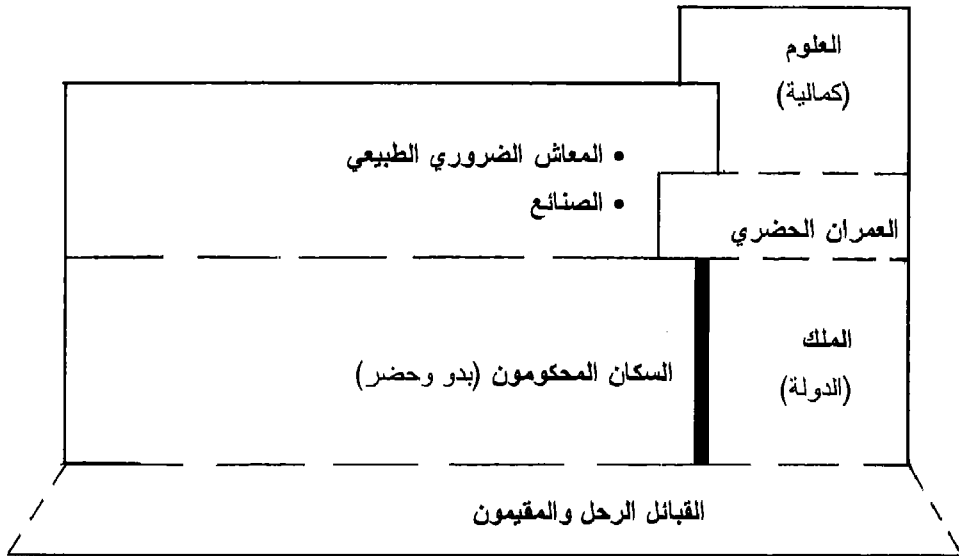 العلوم
(كمالية)
• المعاش الضروري الطبيعي
• الصنائع
العمران الحضري
الملك
(الدولة)
السكان المحكومون (بدو وحضر)
القبائل الرحل والمقيمون